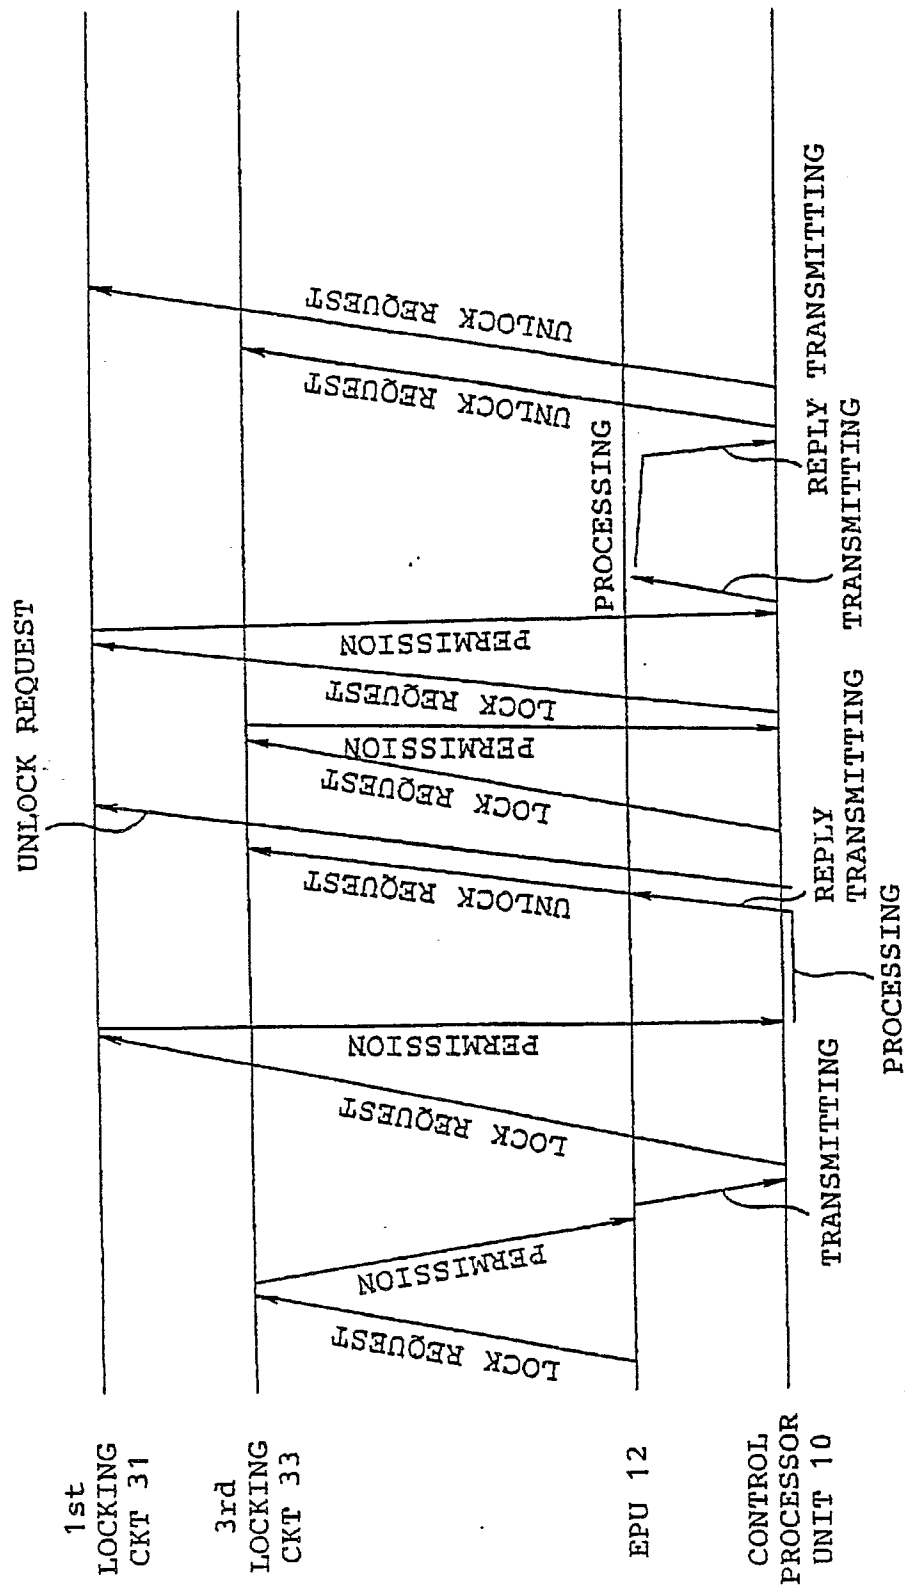 1st
LOCKING
CKT 31
3rd
LOCKING
CKT 33
EPU 12
CONTROL
PROCESSOR
UNIT 10
LOCK REQUEST
PERMISSION
TRANSMITTING
LOCK REQUEST
PERMISSION
PROCESSING
REPLY
TRANSMITTING
UNLOCK REQUEST
UNLOCK REQUEST
LOCK REQUEST
PERMISSION
LOCK REQUEST
PERMISSION
TRANSMITTING
PROCESSING
REPLY TRANSMITTING
UNLOCK REQUEST
UNLOCK REQUEST